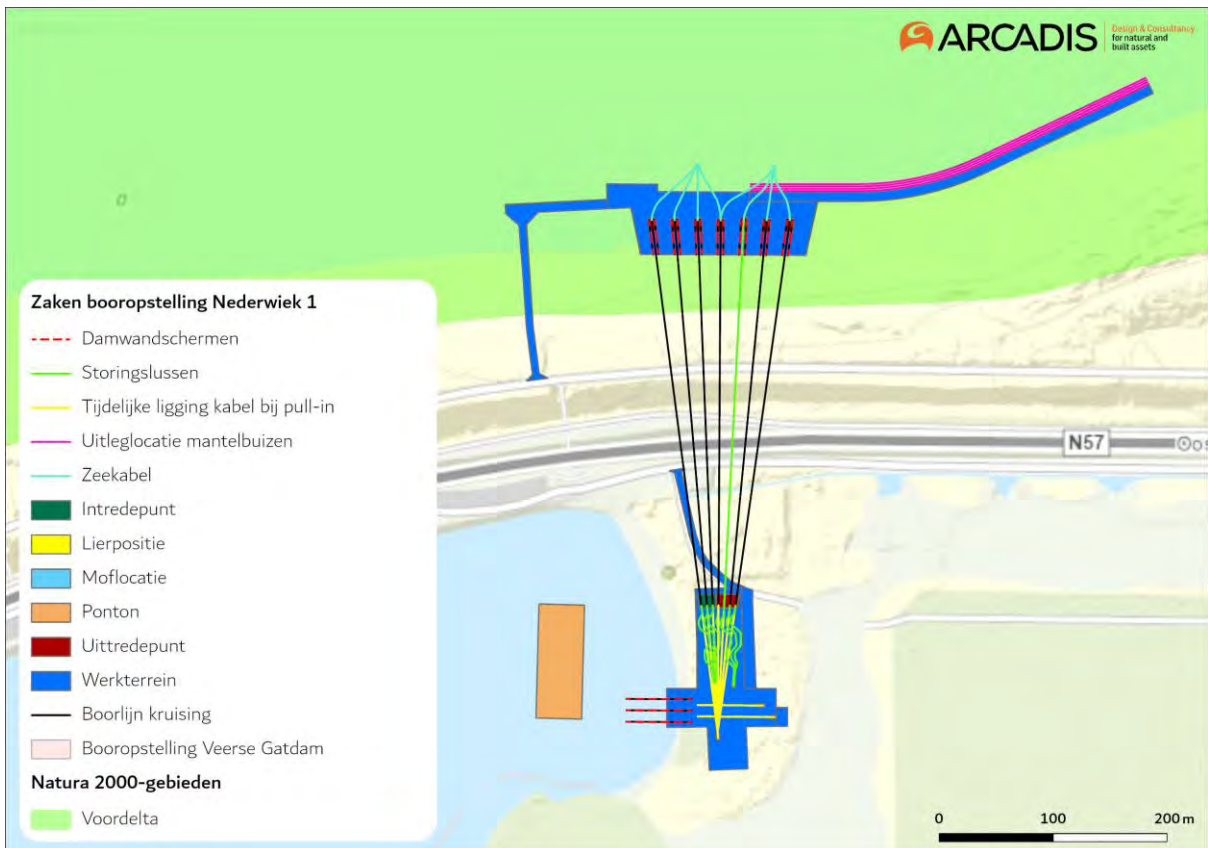 ARCADIS
Design & Consultancy
for natural and
built assets
Zaken booropstelling Nederwiek 1
Damwandschermen
Storingslussen
Tijdelijke ligging kabel bij pull-in
Uitleglocatie mantelbuizen
Zeekabel
Intredepunt
Lierpositie
Moflocatie
Ponton
Uittredepunt
Werkterrein
Boorlijn kruising
Booropstelling Veerse Gatdam
Natura 2000-gebieden
Voordelta
N57
Oos
0 100 200 m